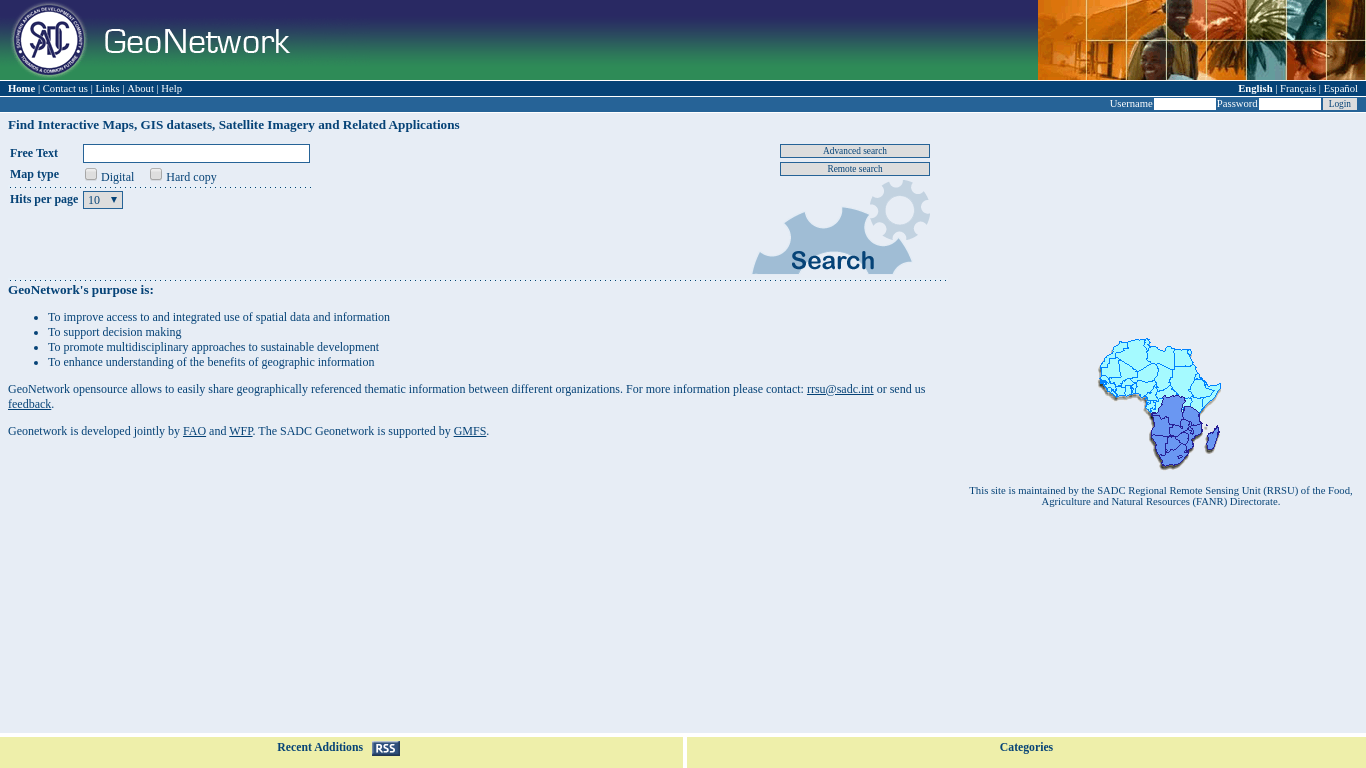 SOUTHERN AFRICAN DEVELOPMENT COMMUNITY
SADC
TOWARDS A COMMON FUTURE
GeoNetwork
Home | Contact us | Links | About | Help
English | Français | Español
Username Password Login
Find Interactive Maps, GIS datasets, Satellite Imagery and Related Applications
Free Text
Advanced search
Map type Digital Hard copy
Remote search
Hits per page 10
Search
GeoNetwork's purpose is:
• To improve access to and integrated use of spatial data and information
• To support decision making
• To promote multidisciplinary approaches to sustainable development
• To enhance understanding of the benefits of geographic information
GeoNetwork opensource allows to easily share geographically referenced thematic information between different organizations. For more information please contact: rrsu@sadc.int or send us
feedback.
Geonetwork is developed jointly by FAO and WFP. The SADC Geonetwork is supported by GMFS.
This site is maintained by the SADC Regional Remote Sensing Unit (RRSU) of the Food,
Agriculture and Natural Resources (FANR) Directorate.
Recent Additions RSS
Categories